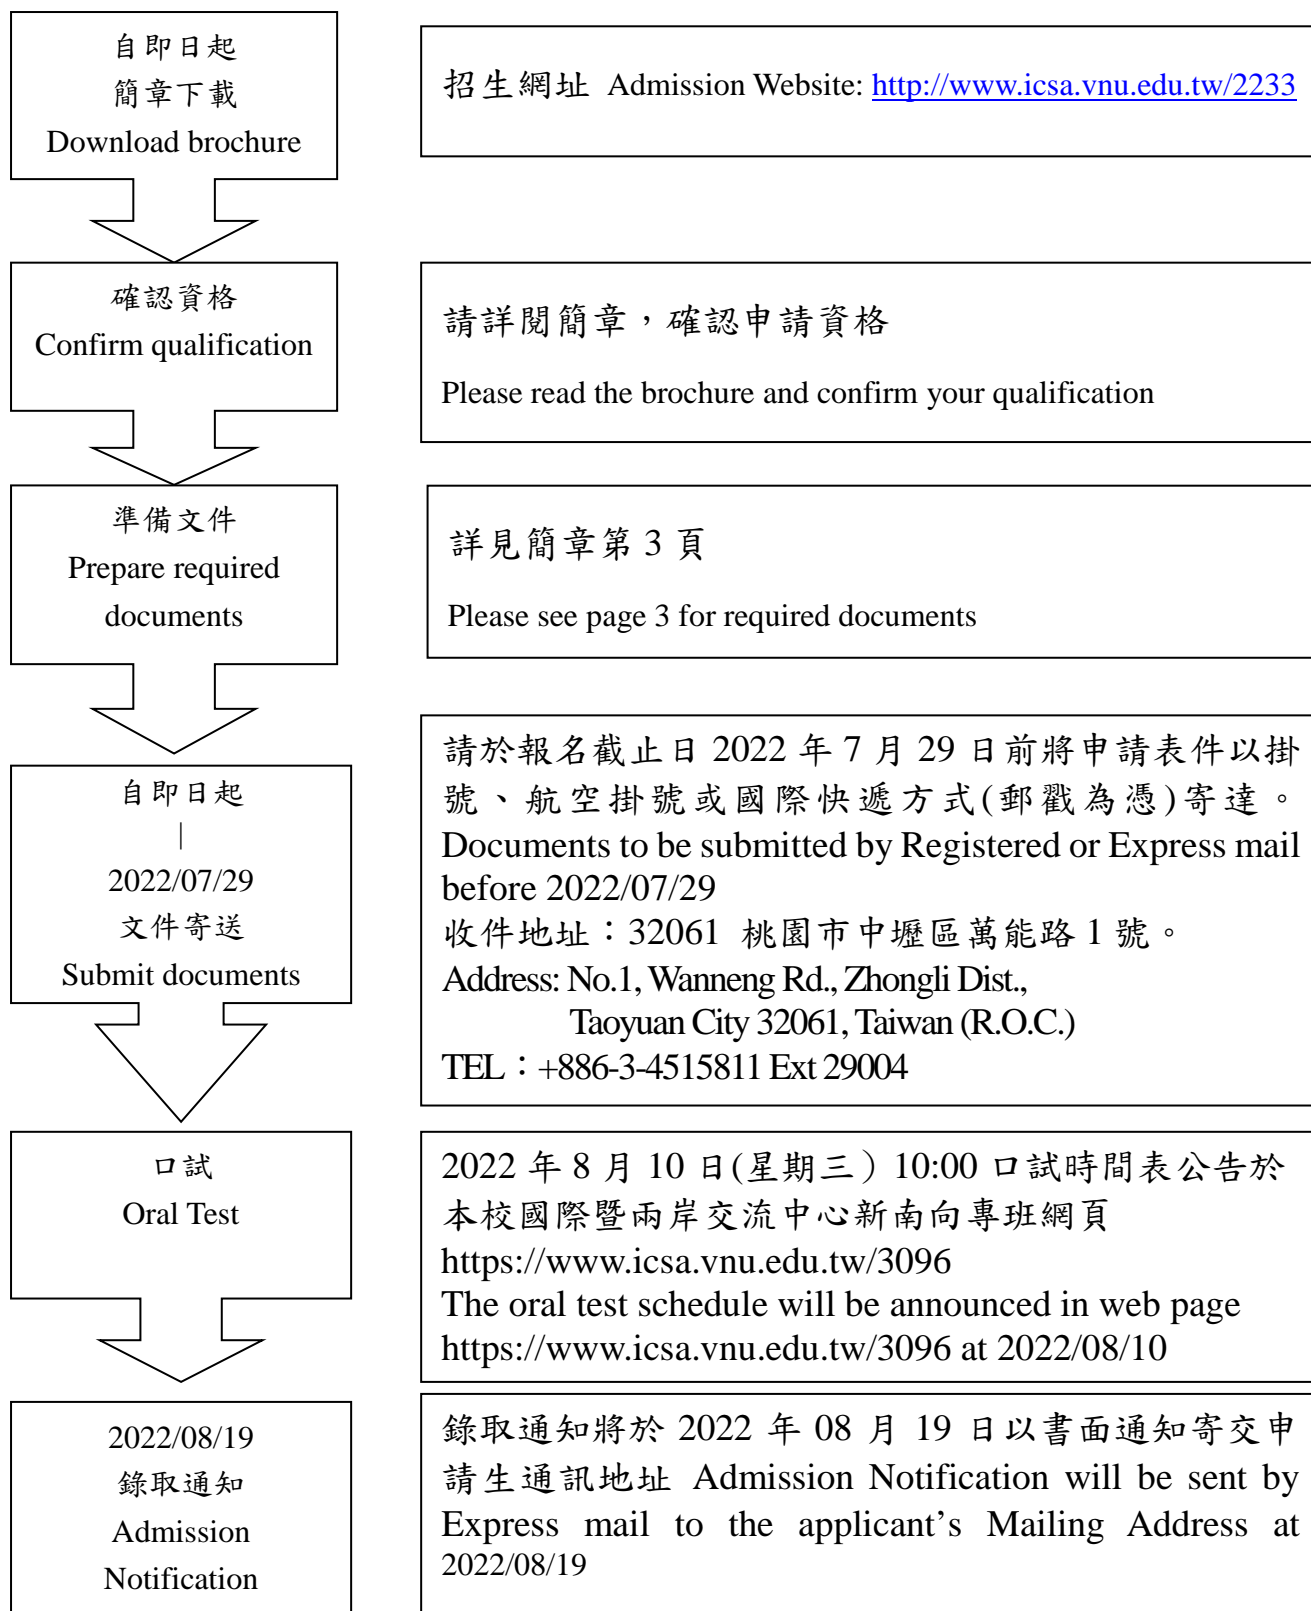 自即日起
簡章下載
Download brochure
招生網址 Admission Website: http://www.icsa.vnu.edu.tw/2233
確認資格
Confirm qualification
請詳閱簡章，確認申請資格
Please read the brochure and confirm your qualification
準備文件
Prepare required
documents
詳見簡章第 3 頁
Please see page 3 for required documents
自即日起
|
2022/07/29
文件寄送
Submit documents
請於報名截止日 2022 年 7 月 29 日前將申請表件以掛
號、航空掛號或國際快遞方式(郵戳為憑)寄達。
Documents to be submitted by Registered or Express mail
before 2022/07/29
收件地址：32061 桃園市中壢區萬能路 1 號。
Address: No.1, Wanneng Rd., Zhongli Dist.,
Taoyuan City 32061, Taiwan (R.O.C.)
TEL：+886-3-4515811 Ext 29004
口試
Oral Test
2022 年 8 月 10 日(星期三）10:00 口試時間表公告於
本校國際暨兩岸交流中心新南向專班網頁
https://www.icsa.vnu.edu.tw/3096
The oral test schedule will be announced in web page
https://www.icsa.vnu.edu.tw/3096 at 2022/08/10
2022/08/19
錄取通知
Admission
Notification
錄取通知將於 2022 年 08 月 19 日以書面通知寄交申
請生通訊地址 Admission Notification will be sent by
Express mail to the applicant’s Mailing Address at
2022/08/19